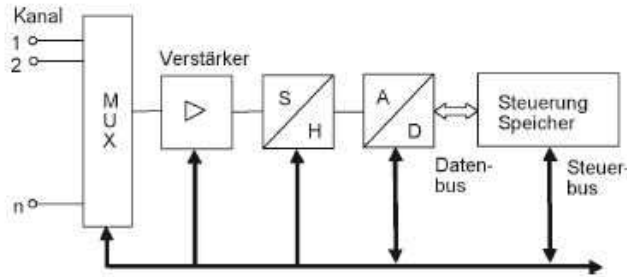 Kanal
1
2
n
M
U
X
Verstärker
S
H
A
D
Steuerung
Speicher
Daten-
bus
Steuer-
bus